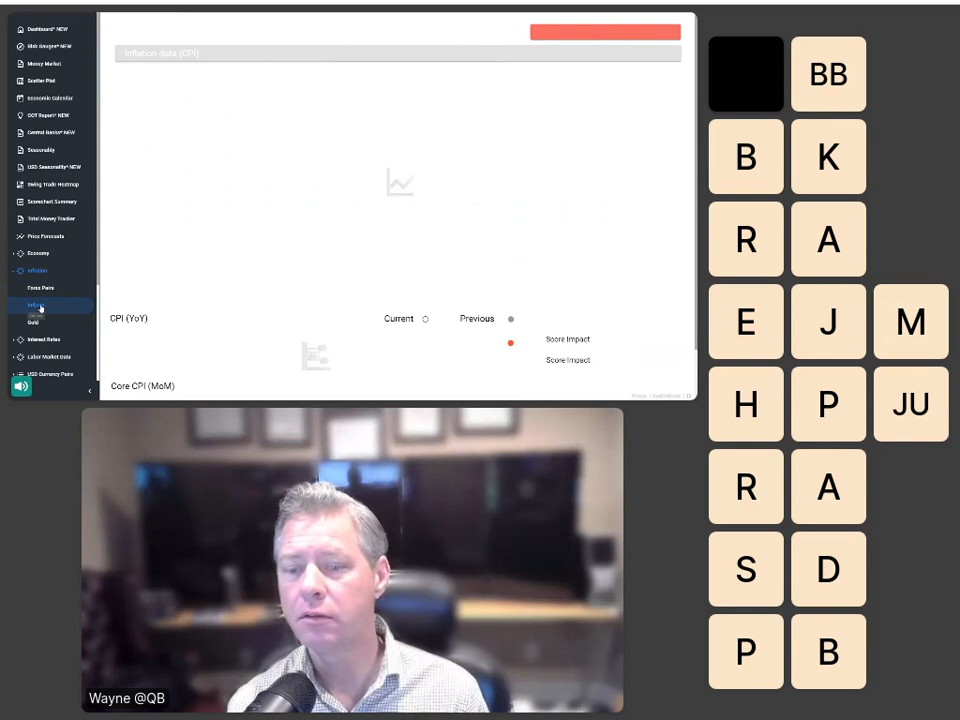 Dashboard* NEW
Risk Gauges* NEW
Money Market
Scatter Plot
Economic Calendar
COT Report* NEW
Central Banks* NEW
Seasonality
USD Seasonality* NEW
Swing Trade Heatmap
Scorechart Summary
Total Money Tracker
Price Forecasts
Economy
Inflation
Forex Pairs
Gold
Interest Rates
Labor Market Data
USD Currency Pairs
Inflation data (CPI)
CPI (YoY)
Current
Previous
Score Impact
Score Impact
Core CPI (MoM)
Wayne @QB
BB
B
K
R
A
E
J
M
H
P
JU
R
A
S
D
P
B